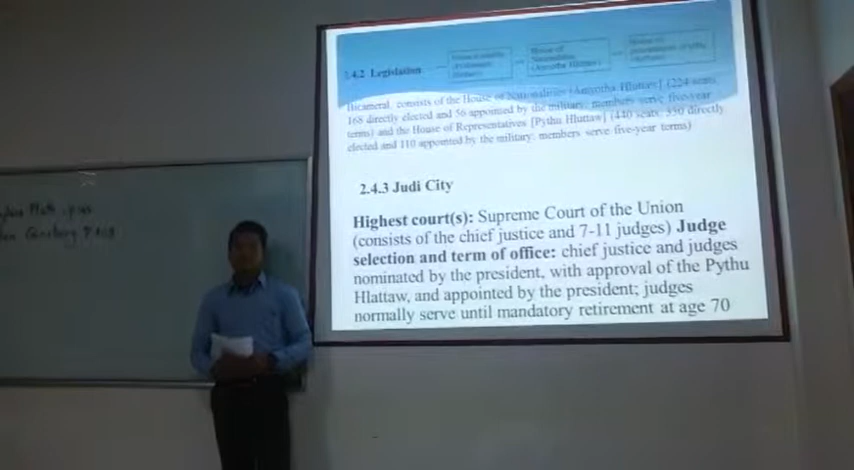 2.4.2 Legislation
House of
Nationalities
(Amyotha Hluttaw)
Bicameral, consists of the House of Nationalities [Amyotha Hluttaw] (224 seats,
168 directly elected and 56 appointed by the military; members serve five-year
terms) and the House of Representatives [Pythu Hluttaw] (440 seats, 330 directly
elected and 110 appointed by the military; members serve five-year terms)
2.4.3 Judi City
Highest court(s): Supreme Court of the Union
(consists of the chief justice and 7-11 judges) Judge
selection and term of office: chief justice and judges
nominated by the president, with approval of the Pythu
Hlattaw, and appointed by the president; judges
normally serve until mandatory retirement at age 70